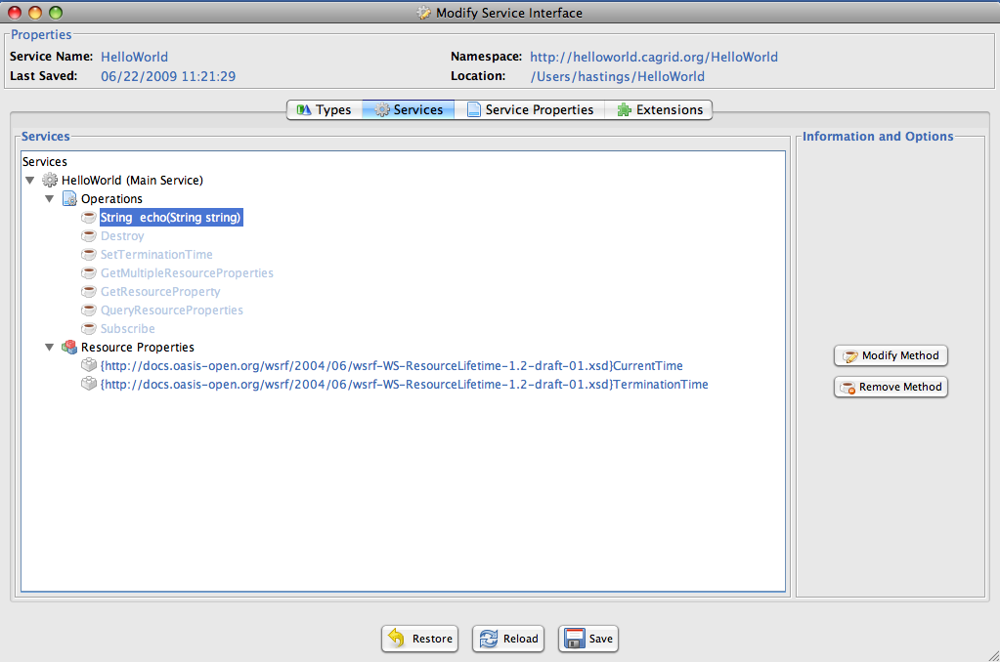 Modify Service Interface
Properties
Service Name: HelloWorld Namespace: http://helloworld.cagrid.org/HelloWorld
Last Saved: 06/22/2009 11:21:29 Location: /Users/hastings/HelloWorld
Types Services Service Properties Extensions
Services Information and Options
Services
HelloWorld (Main Service)
Operations
String echo(String string)
Destroy
SetTerminationTime
GetMultipleResourceProperties
GetResourceProperty
QueryResourceProperties
Subscribe
Resource Properties
{http://docs.oasis-open.org/wsrf/2004/06/wsrf-WS-ResourceLifetime-1.2-draft-01.xsd}CurrentTime
{http://docs.oasis-open.org/wsrf/2004/06/wsrf-WS-ResourceLifetime-1.2-draft-01.xsd}TerminationTime
Modify Method
Remove Method
Restore Reload Save